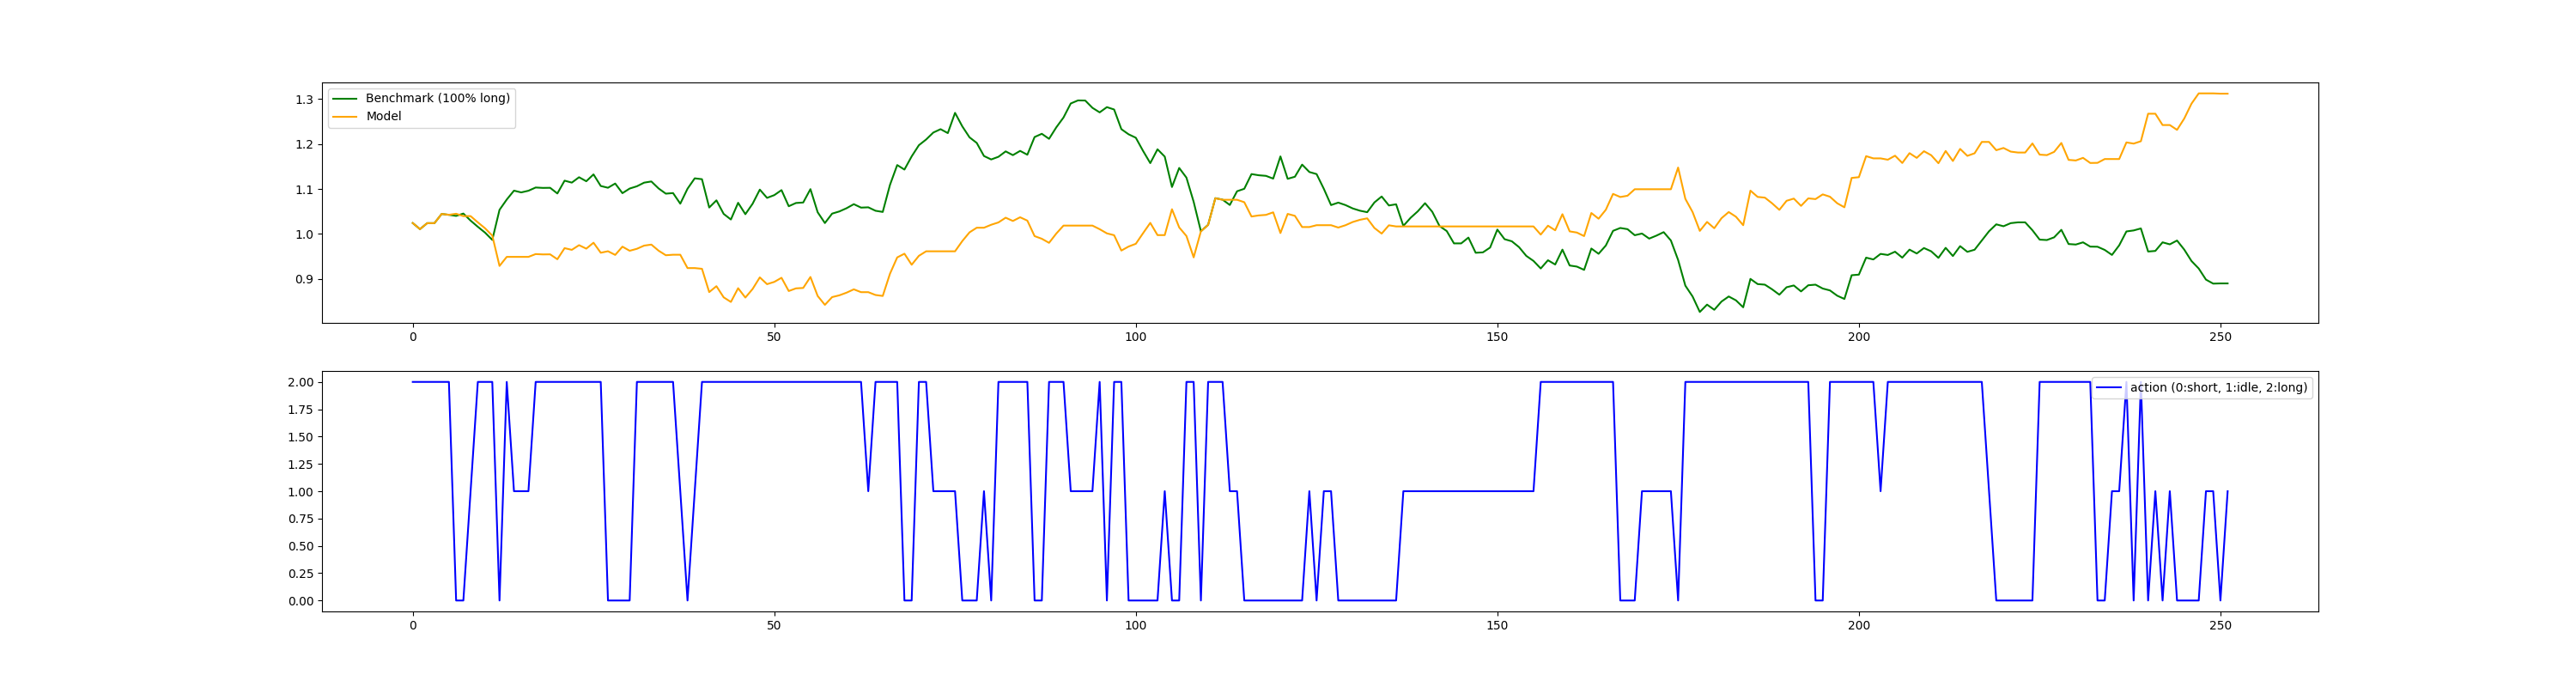 1.3
1.2
1.1
1.0
0.9
Benchmark (100% long)
Model
0 50 100 150 200 250
2.00
1.75
1.50
1.25
1.00
0.75
0.50
0.25
0.00
action (0:short, 1:idle, 2:long)
0 50 100 150 200 250